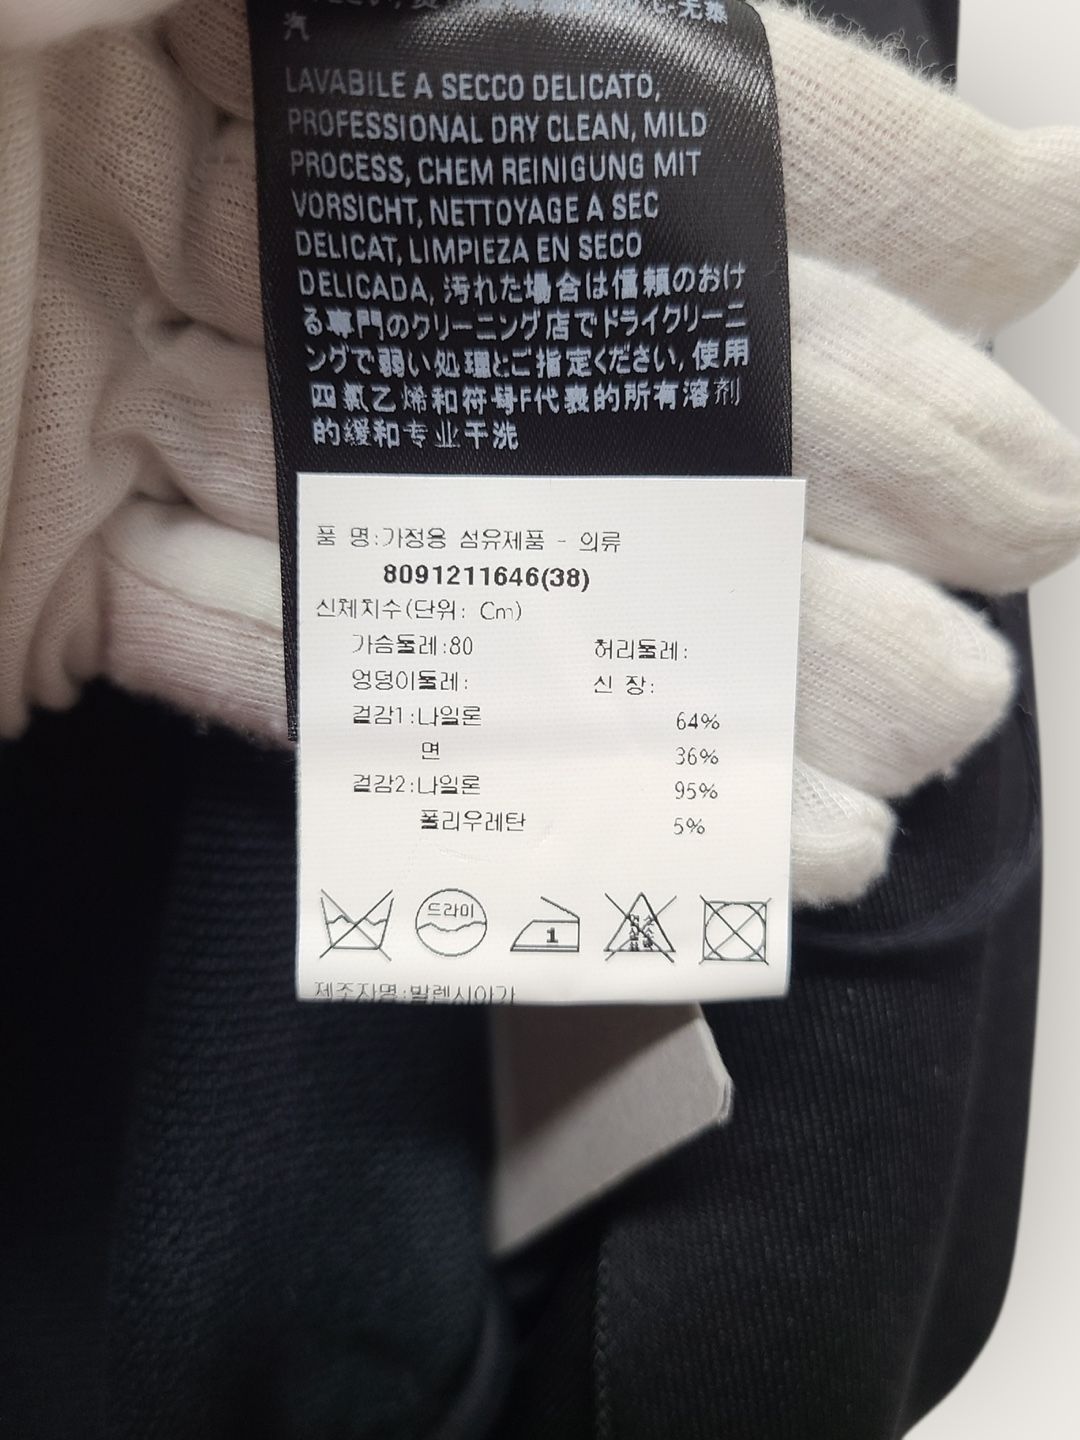 汽
LAVABILE A SECCO DELICATO,
PROFESSIONAL DRY CLEAN, MILD
PROCESS, CHEM REINIGUNG MIT
VORSICHT, NETTOYAGE A SEC
DELICAT, LIMPIEZA EN SECO
DELICADA, 汚れた場合は信頼のおけ
る専門のクリーニング店でドライクリーニ
ングで弱い処理とご指定ください, 使用
四氯乙烯和符号F代表的所有溶剂
的缓和专业干洗
품 명:가정용 섬유제품 - 의류
8091211646(38)
신체치수(단위: Cm)
가슴둘레:80 허리둘레:
엉덩이둘레: 신 장:
겉감1:나일론 64%
면 36%
겉감2:나일론 95%
폴리우레탄 5%
드라이
1
제조자명:발렌시아가